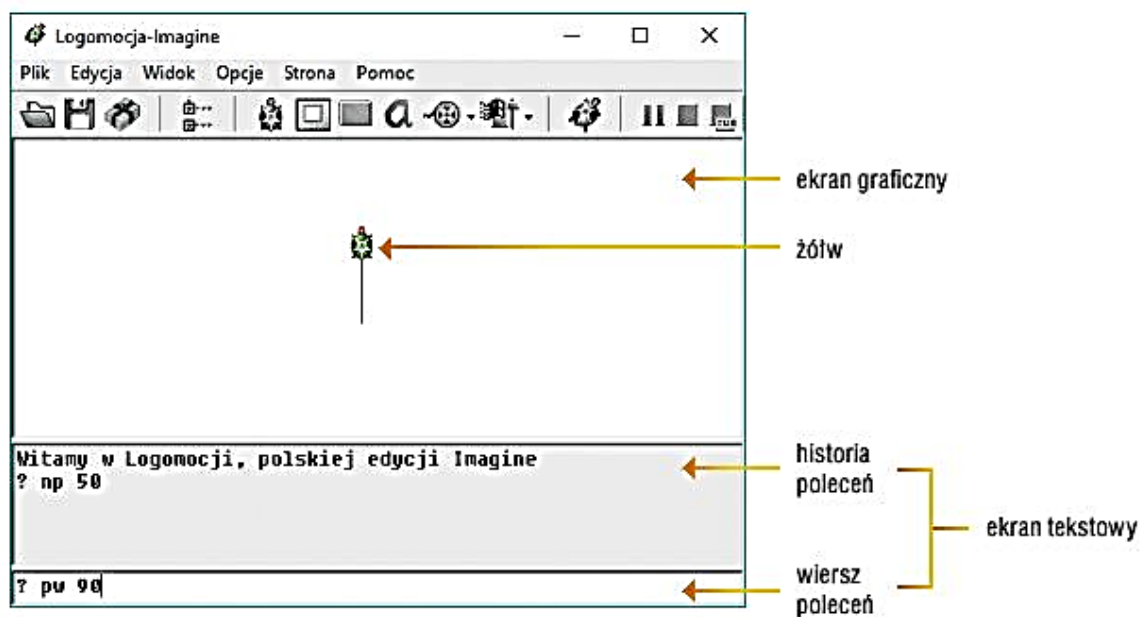 Logomocja-Imagine
Plik Edycja Widok Opcje Strona Pomoc
ekran graficzny
żółw
Witamy w Logomocji, polskiej edycji Imagine
? np 50
historia
poleceń
ekran tekstowy
? pw 90
wiersz
poleceń